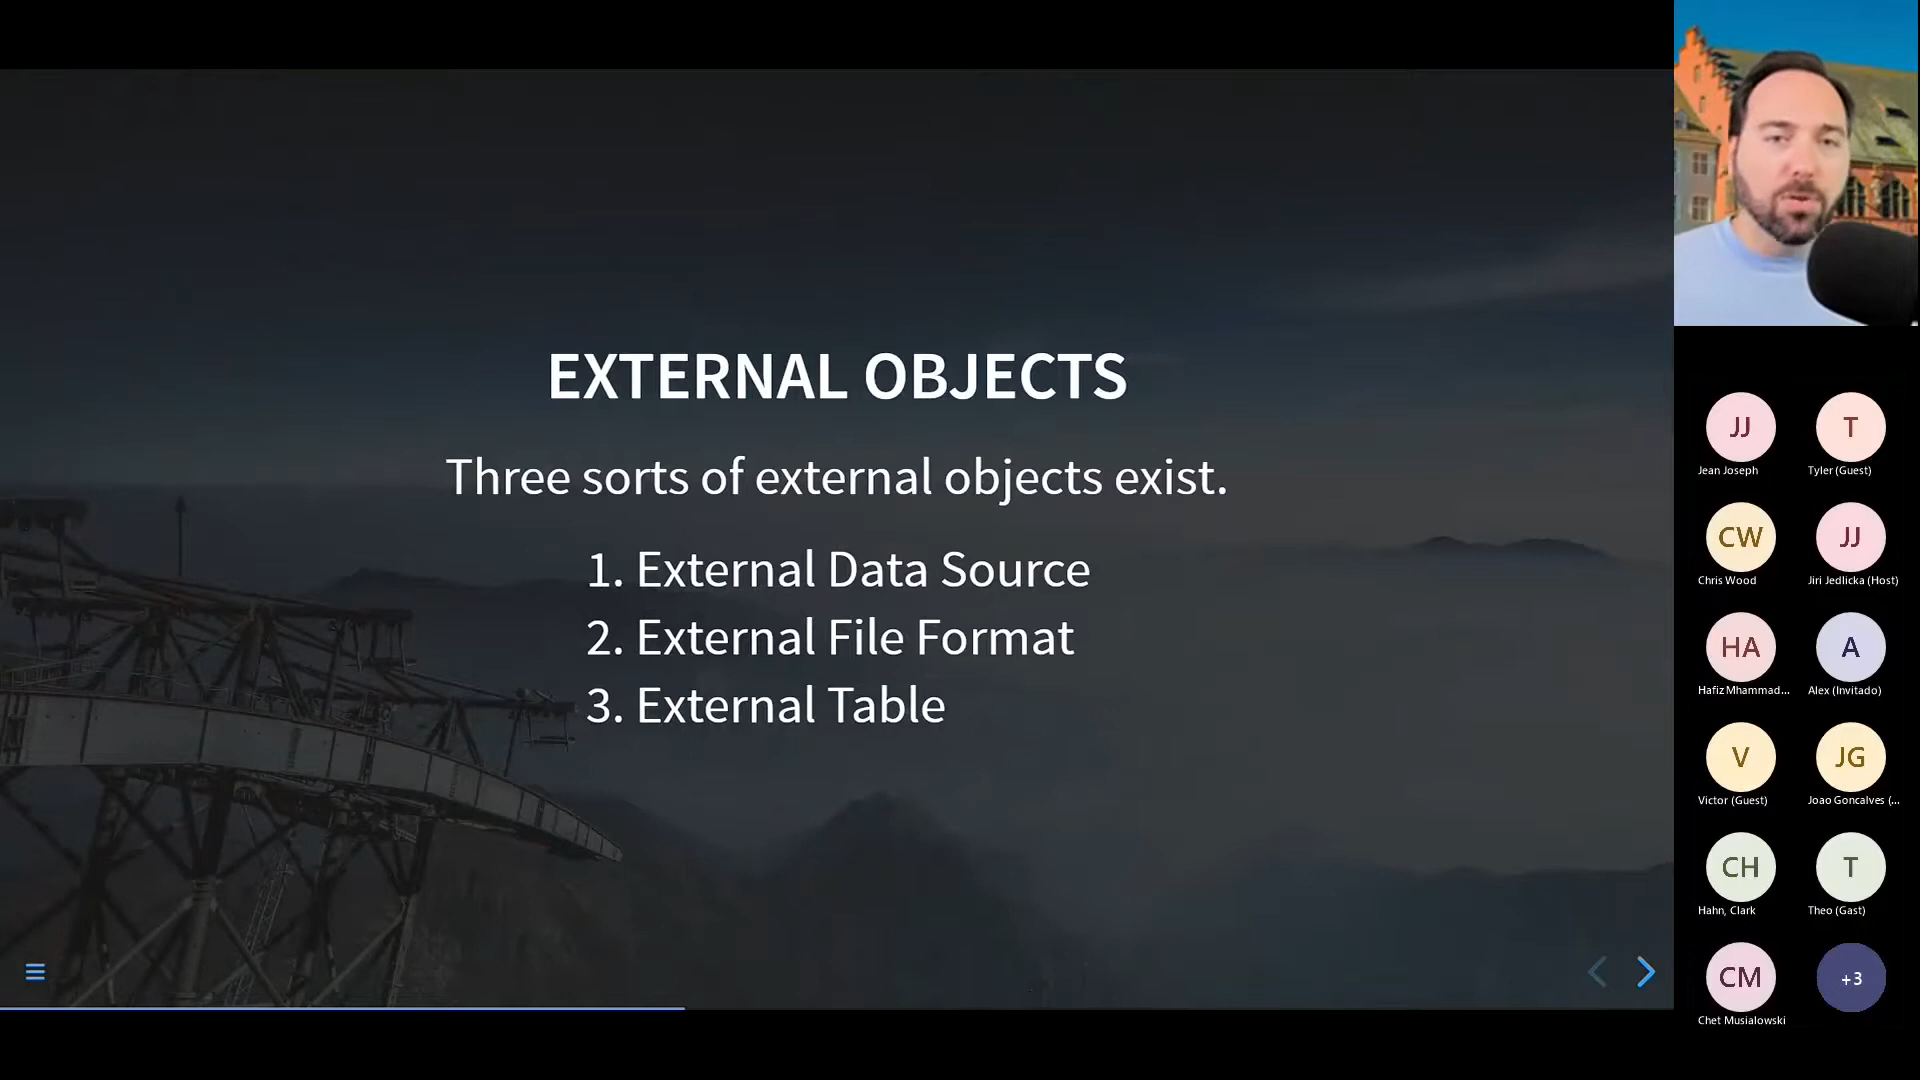 EXTERNAL OBJECTS
Three sorts of external objects exist.
1. External Data Source
2. External File Format
3. External Table
JJ
Jean Joseph
T
Tyler (Guest)
CW
Chris Wood
JJ
Jiri Jedlicka (Host)
HA
Hafiz Mhammad...
A
Alex (Invitado)
V
Victor (Guest)
JG
Joao Goncalves (...
CH
Hahn, Clark
T
Theo (Gast)
CM
Chet Musialowski
+3